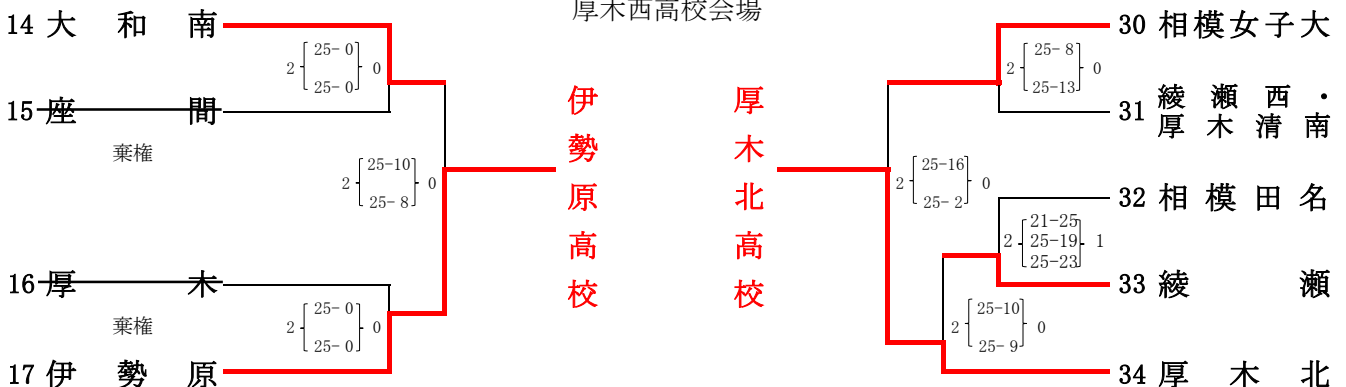 厚木西高校会場
14 大和南
2 25- 0 0
25- 0
15 座間
棄権
2 25-10 0
25- 8
16 厚木
棄権
2 25- 0 0
25- 0
17 伊勢原
伊勢原高校
厚木北高校
30 相模女子大
2 25- 8 0
25-13
31 綾瀬西・
厚木清南
2 25-16 0
25- 2
32 相模田名
21-25
2 25-19 1
25-23
33 綾瀬
2 25-10 0
25- 9
34 厚木北